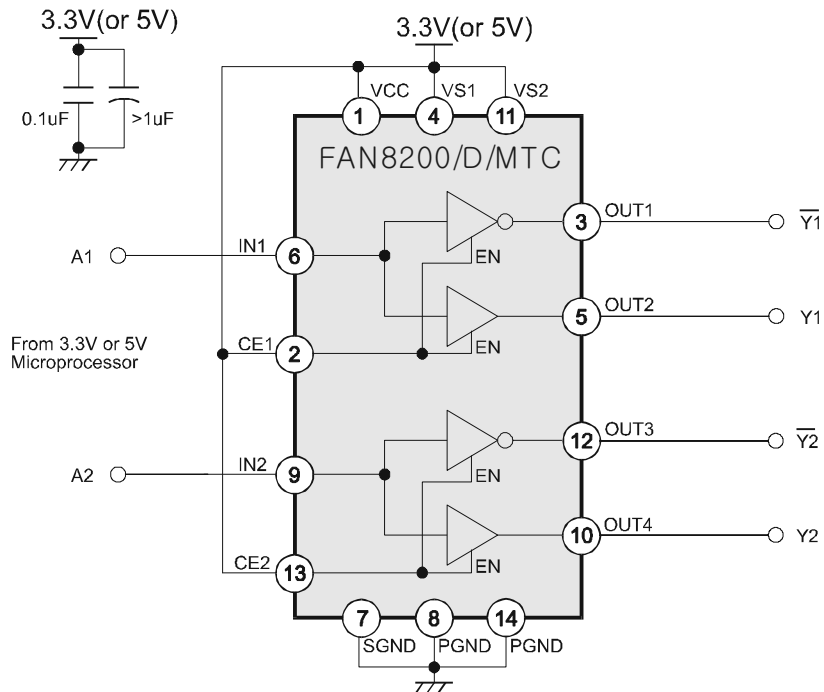 3.3V(or 5V)
3.3V(or 5V)
0.1uF
>1uF
VCC
VS1
VS2
1
4
11
FAN8200/D/MTC
A1
IN1
6
EN
3
OUT1
Y1
5
OUT2
Y1
From 3.3V or 5V
Microprocessor
CE1
2
EN
A2
IN2
9
EN
12
OUT3
Y2
10
OUT4
Y2
CE2
13
EN
7
8
14
SGND
PGND
PGND